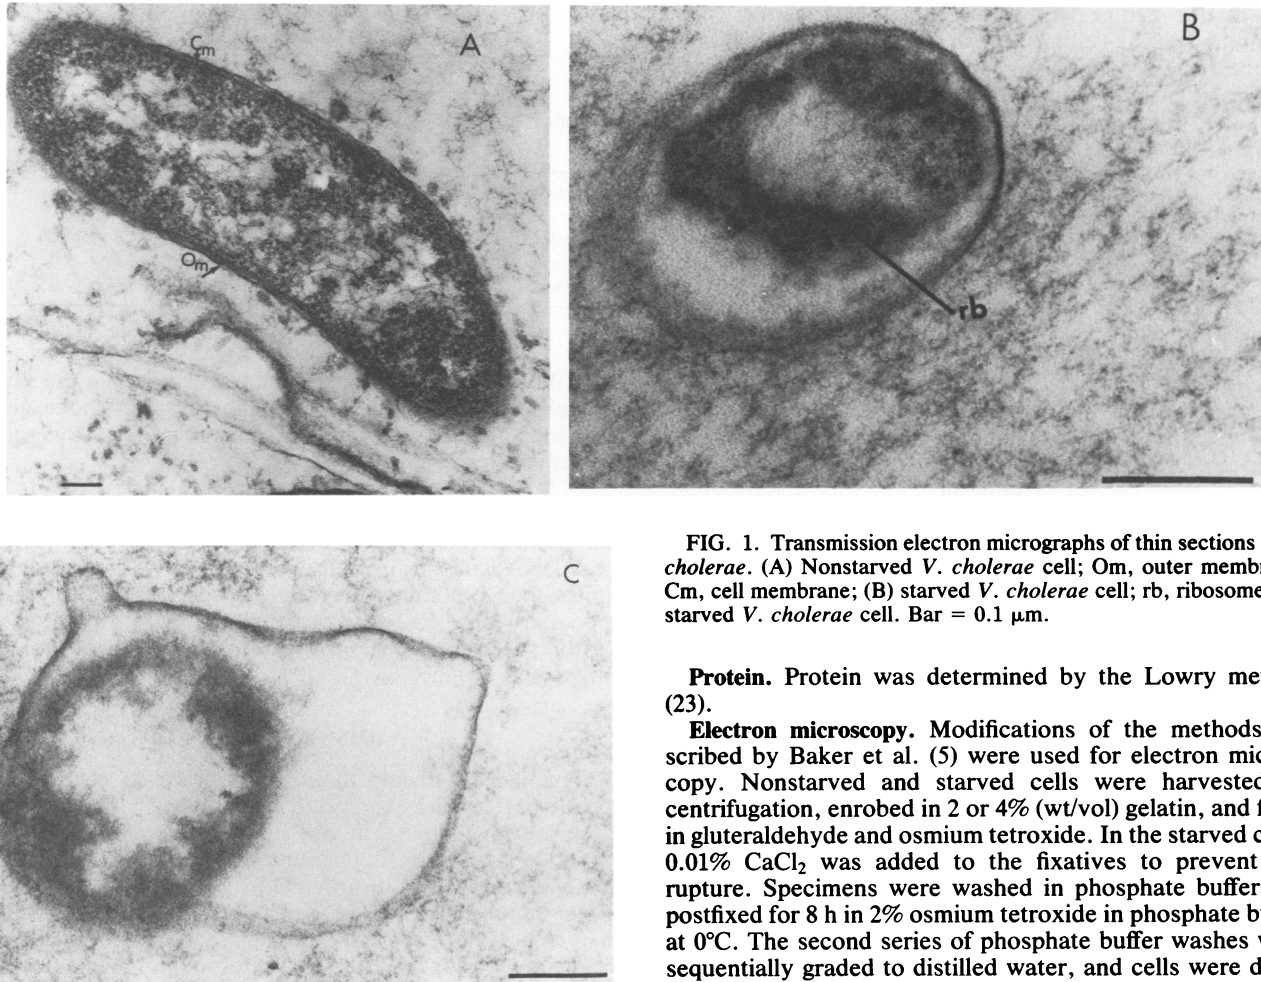 A
Cm
Om
B
rb
C
FIG. 1. Transmission electron micrographs of thin sections
cholerae. (A) Nonstarved V. cholerae cell; Om, outer
Cm, cell membrane; (B) starved V. cholerae cell; rb,
starved V. cholerae cell. Bar = 0.1 μm.
Protein. Protein was determined by the Lowry
(23).
Electron microscopy. Modifications of the methods
scribed by Baker et al. (5) were used for electron
copy. Nonstarved and starved cells were harvested
centrifugation, enrobed in 2 or 4% (wt/vol) gelatin, and
in gluteraldehyde and osmium tetroxide. In the starved
0.01% CaCl₂ was added to the fixatives to prevent
rupture. Specimens were washed in phosphate buffer
postfixed for 8 h in 2% osmium tetroxide in phosphate
at 0°C. The second series of phosphate buffer washes
sequentially graded to distilled water, and cells were